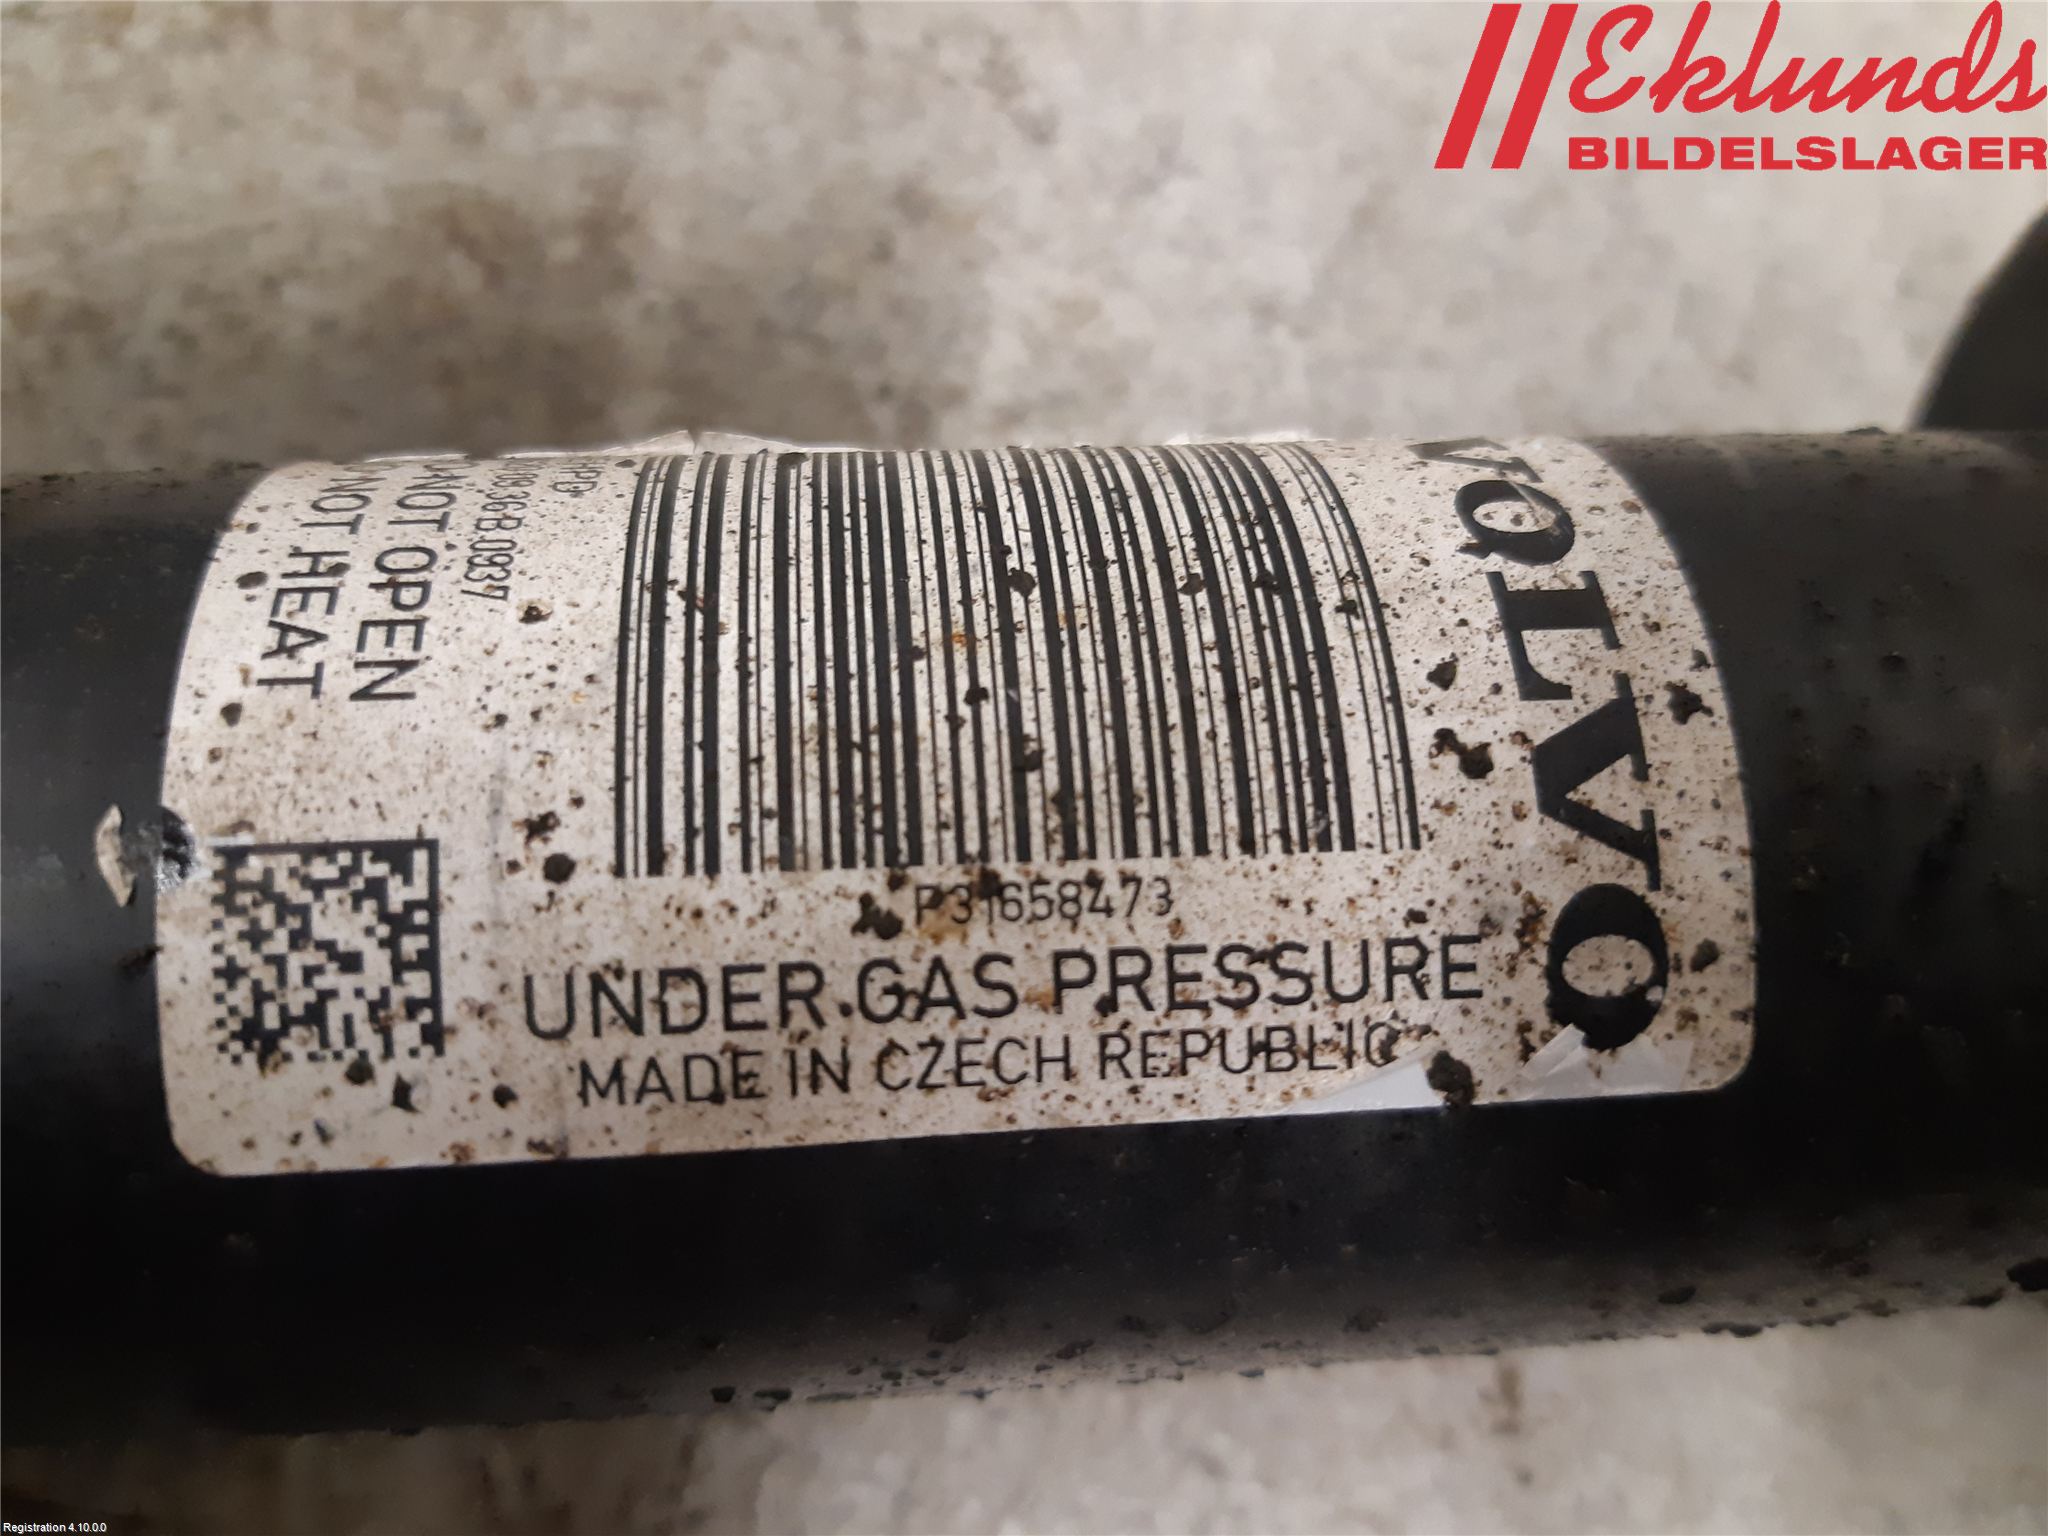 Eklunds
BILDELSLAGER
VOLVO
P31658473
UNDER GAS PRESSURE
MADE IN CZECH REPUBLIC
NOT OPEN
NOT HEAT
Registration 4.10.0.0